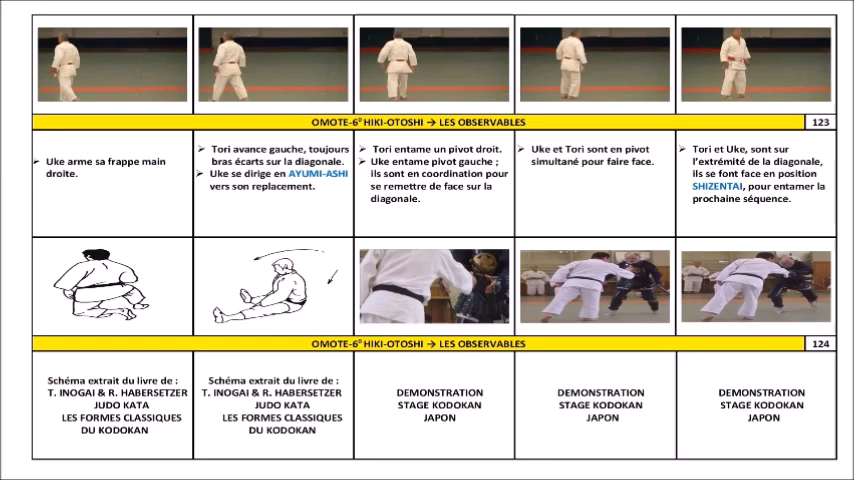 OMOTE-6° HIKI-OTOSHI → LES OBSERVABLES 123
➢ Uke arme sa frappe main
droite.
➢ Tori avance gauche, toujours
bras écarts sur la diagonale.
➢ Uke se dirige en AYUMI-ASHI
vers son replacement.
➢ Tori entame un pivot droit.
➢ Uke entame pivot gauche ;
ils sont en coordination pour
se remettre de face sur la
diagonale.
➢ Uke et Tori sont en pivot
simultané pour faire face.
➢ Tori et Uke, sont sur
l'extrémité de la diagonale,
ils se font face en position
SHIZENTAI, pour entamer la
prochaine séquence.
OMOTE-6° HIKI-OTOSHI → LES OBSERVABLES 124
Schéma extrait du livre de :
T. INOGAI & R. HABERSETZER
JUDO KATA
LES FORMES CLASSIQUES
DU KODOKAN
Schéma extrait du livre de :
T. INOGAI & R. HABERSETZER
JUDO KATA
LES FORMES CLASSIQUES
DU KODOKAN
DEMONSTRATION
STAGE KODOKAN
JAPON
DEMONSTRATION
STAGE KODOKAN
JAPON
DEMONSTRATION
STAGE KODOKAN
JAPON